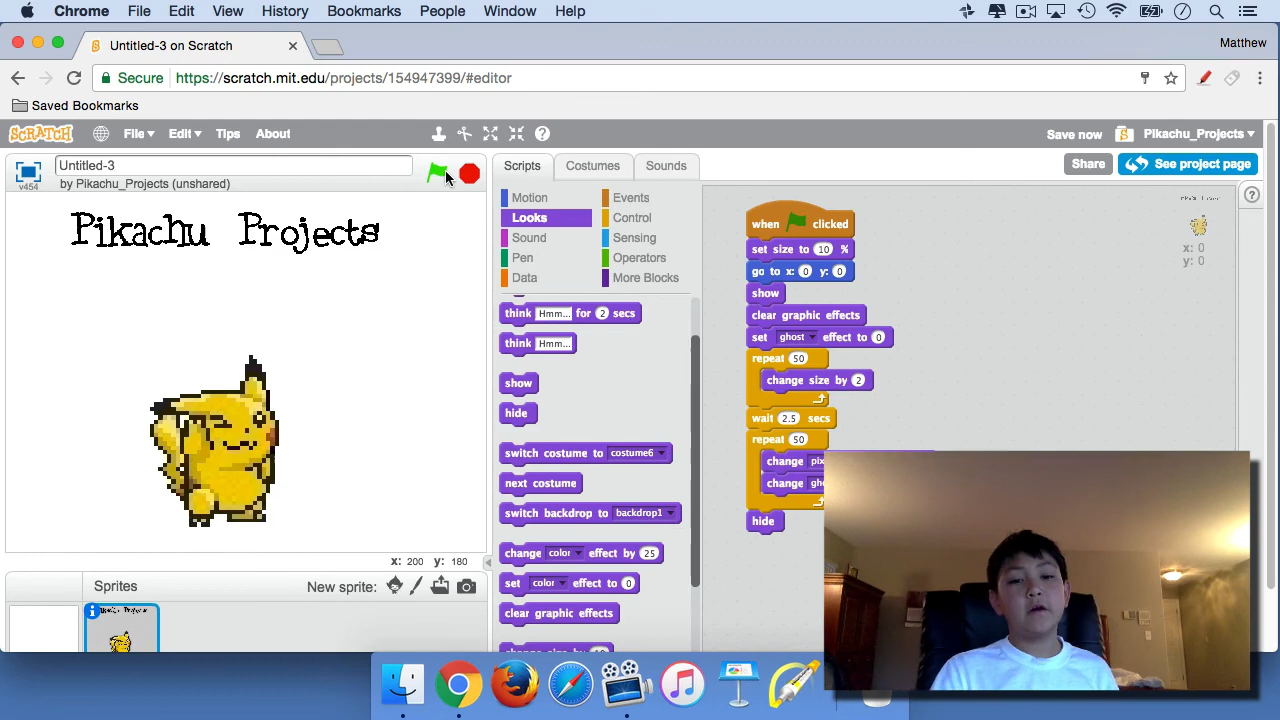 Chrome File Edit View History Bookmarks People Window Help
Untitled-3 on Scratch
Matthew
Secure https://scratch.mit.edu/projects/154947399/#editor
Saved Bookmarks
SCRATCH File Edit Tips About Save now Pikachu_Projects
Untitled-3
v454
by Pikachu_Projects (unshared)
Scripts Costumes Sounds Share See project page
Pikachu Projects
Motion Events
Looks Control
Sound Sensing
Pen Operators
Data More Blocks
think Hmm... for 2 secs
think Hmm...
show
hide
switch costume to costume6
next costume
switch backdrop to backdrop1
change color effect by 25
set color effect to 0
clear graphic effects
when clicked
set size to 10 %
go to x: 0 y: 0
show
clear graphic effects
set ghost effect to 0
repeat 50
change size by 2
wait 2.5 secs
repeat 50
change
change
hide
x: 0
y: 0
x: 200 y: 180
Sprites New sprite: